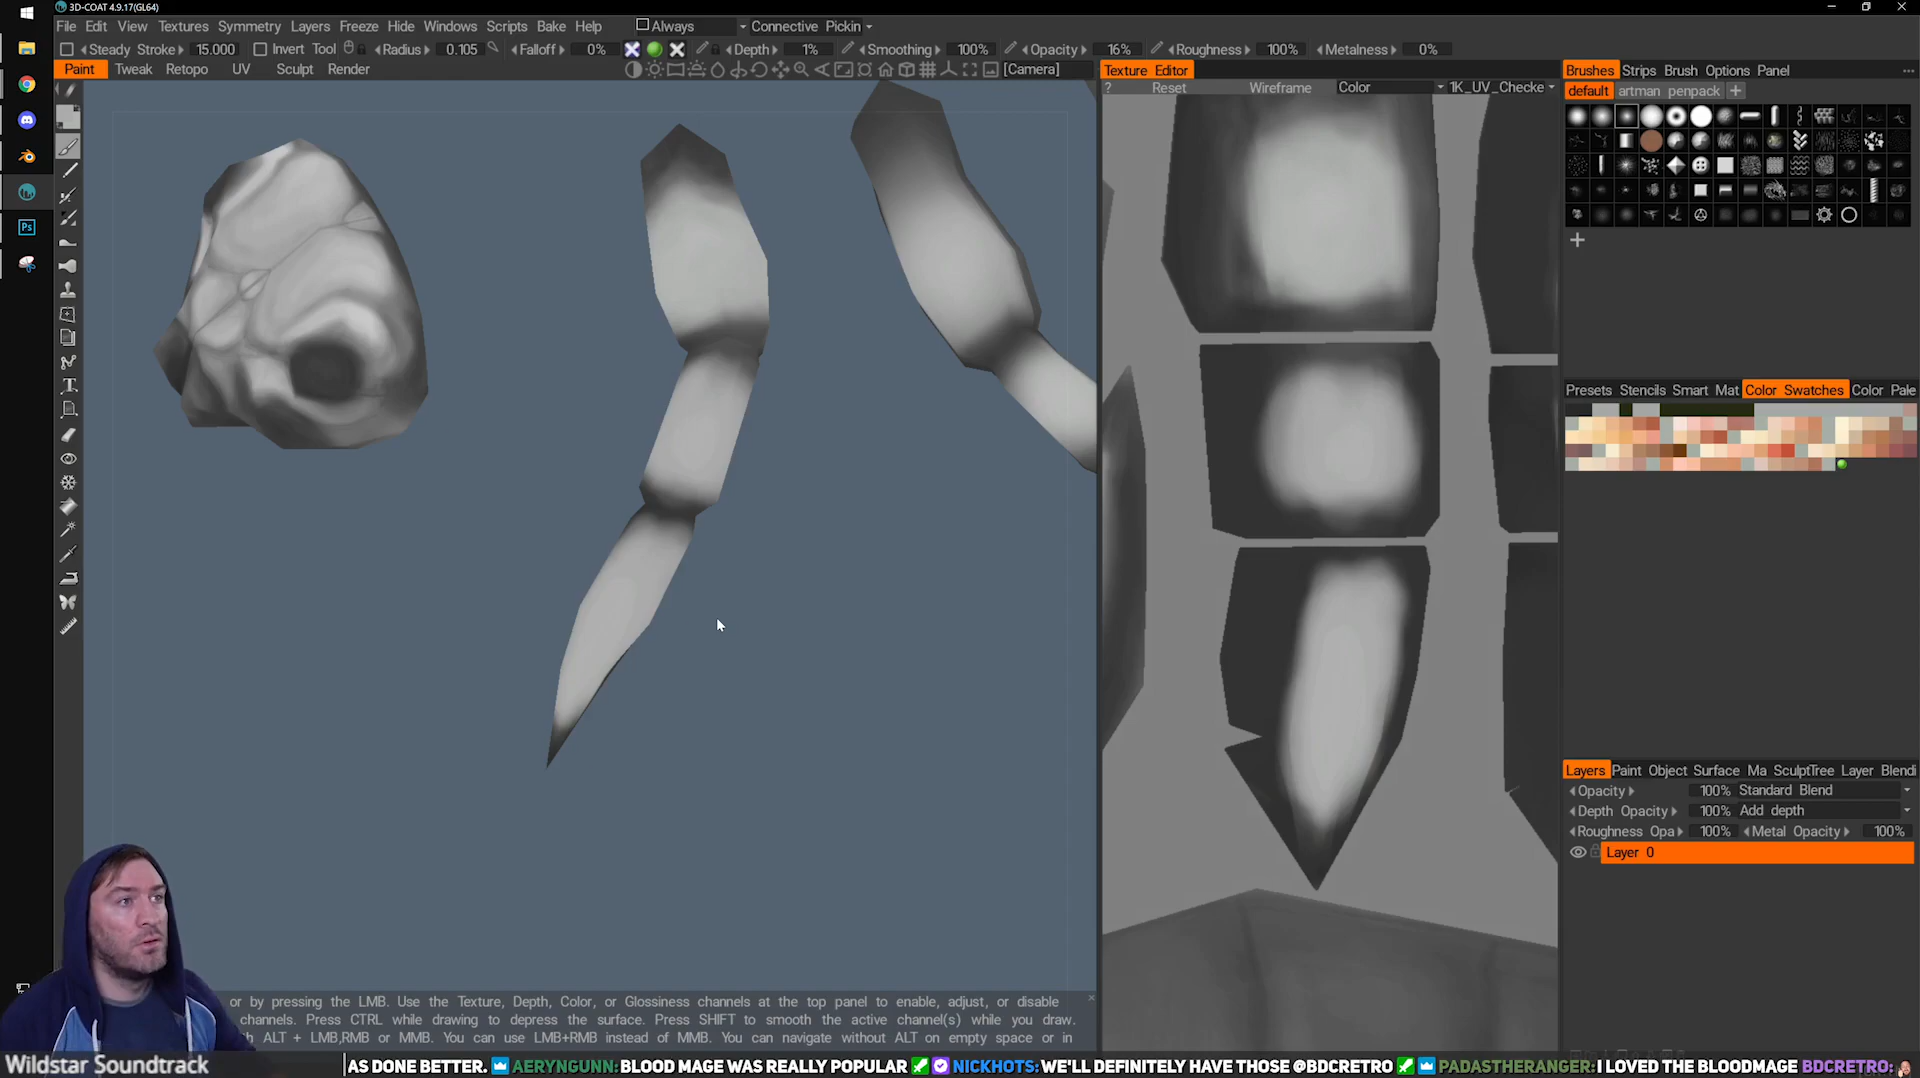 3D-COAT 4.9.17(GL64)
File Edit View Textures Symmetry Layers Freeze Hide Windows Scripts Bake Help Always Connective Pickin
Steady Stroke 15.000 Invert Tool Radius 0.105 Falloff 0% Depth 1% Smoothing 100% Opacity 16% Roughness 100% Metalness 0%
Paint Tweak Retopo UV Sculpt Render [Camera]
Texture Editor
? Reset Wireframe Color 1K_UV_Checke
Brushes Strips Brush Options Panel
default artman penpack +
Presets Stencils Smart Mat Color Swatches Color Pale
Layers Paint Object Surface Ma SculptTree Layer Blendi
Opacity 100% Standard Blend
Depth Opacity 100% Add depth
Roughness Opa 100% Metal Opacity 100%
Layer 0
Ps
or by pressing the LMB. Use the Texture, Depth, Color, or Glossiness channels at the top panel to enable, adjust, or disable
channels. Press CTRL while drawing to depress the surface. Press SHIFT to smooth the active channel(s) while you draw.
ALT + LMB,RMB or MMB. You can use LMB+RMB instead of MMB. You can navigate without ALT on empty space or in
Wildstar Soundtrack
AS DONE BETTER. AERYNGUNN: BLOOD MAGE WAS REALLY POPULAR NICKHOTS: WE'LL DEFINITELY HAVE THOSE @BDCRETRO PADASTHERANGER: I LOVED THE BLOODMAGE BDCRETRO: